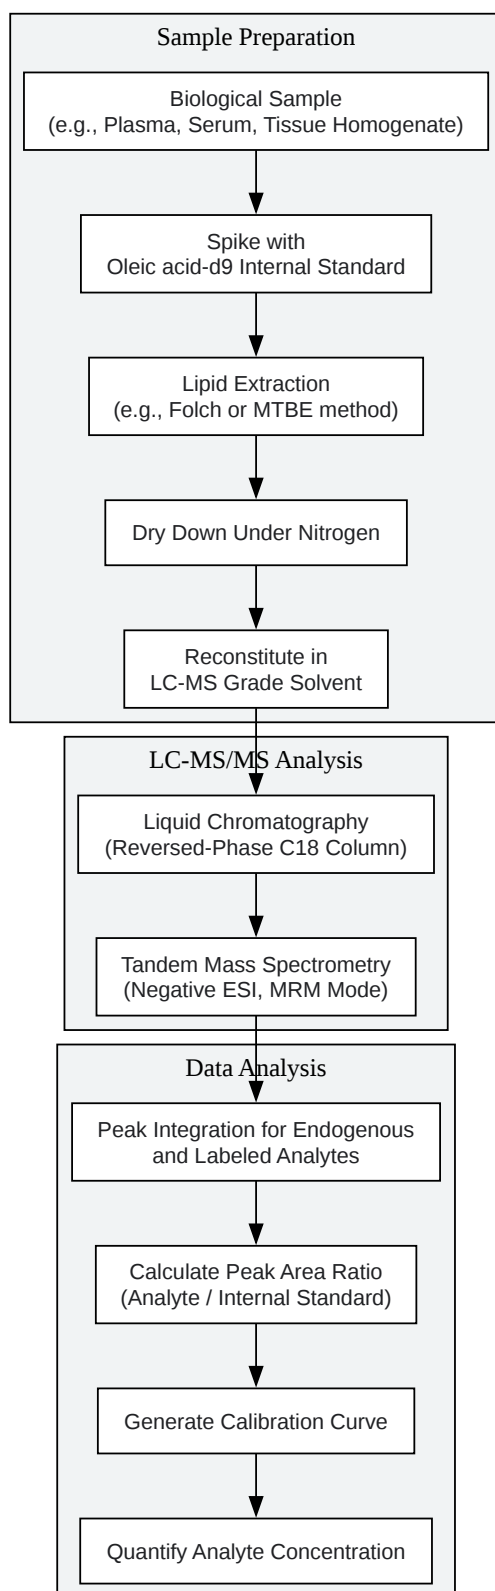 Sample Preparation
Biological Sample
(e.g., Plasma, Serum, Tissue Homogenate)
Spike with
Oleic acid-d9 Internal Standard
Lipid Extraction
(e.g., Folch or MTBE method)
Dry Down Under Nitrogen
Reconstitute in
LC-MS Grade Solvent
LC-MS/MS Analysis
Liquid Chromatography
(Reversed-Phase C18 Column)
Tandem Mass Spectrometry
(Negative ESI, MRM Mode)
Data Analysis
Peak Integration for Endogenous
and Labeled Analytes
Calculate Peak Area Ratio
(Analyte / Internal Standard)
Generate Calibration Curve
Quantify Analyte Concentration